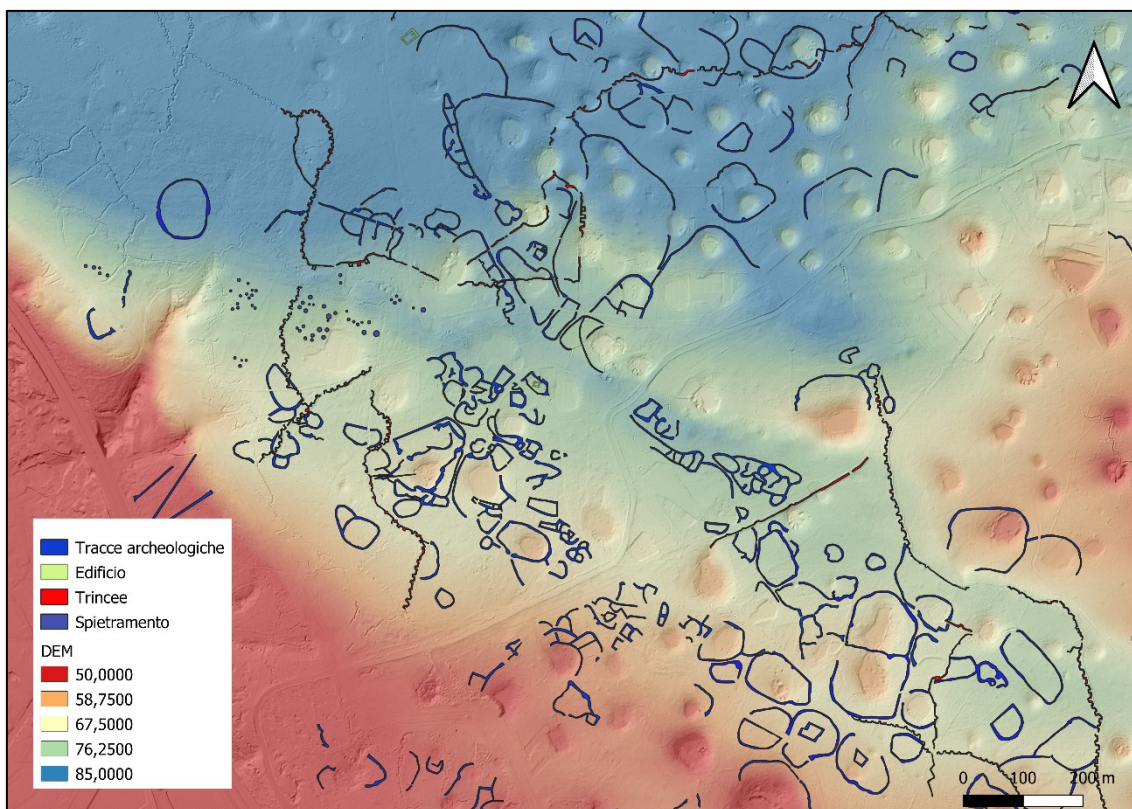 Tracce archeologiche
Edificio
Trincee
Spietramento
DEM
50,0000
58,7500
67,5000
76,2500
85,0000
0 100 200 m